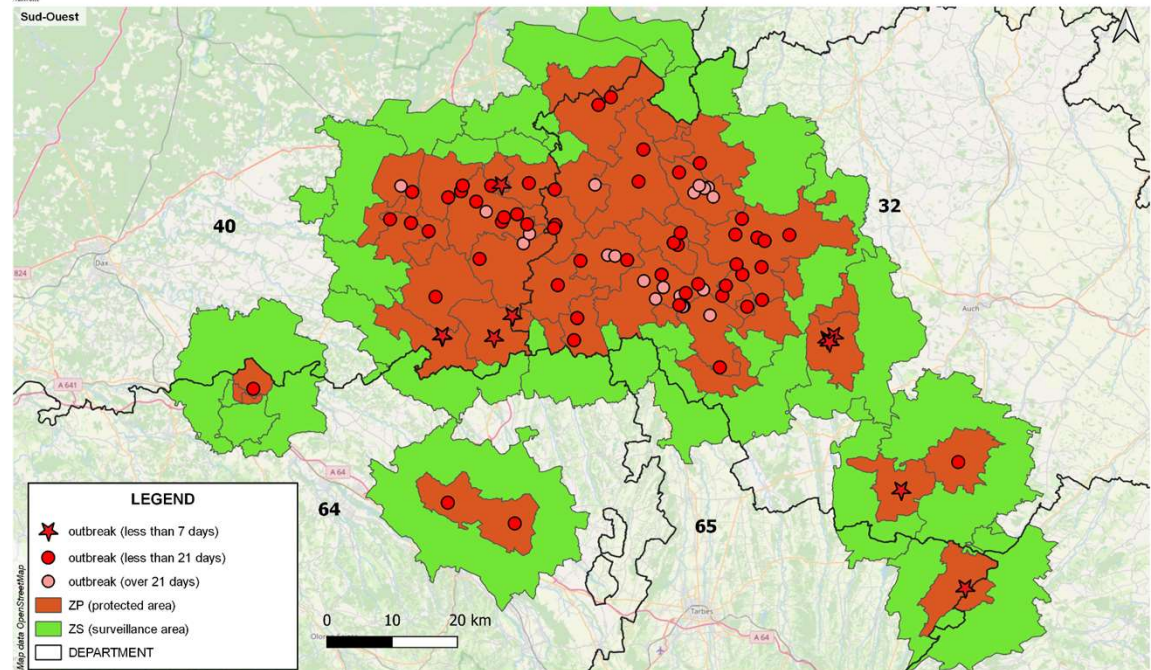 Sud-Ouest
40
32
824
Dax
Auch
A 641
A 64
64
65
LEGEND
outbreak (less than 7 days)
outbreak (less than 21 days)
outbreak (over 21 days)
ZP (protected area)
ZS (surveillance area)
DEPARTMENT
Map data OpenStreetMap
0 10 20 km
Tarbes
A 64